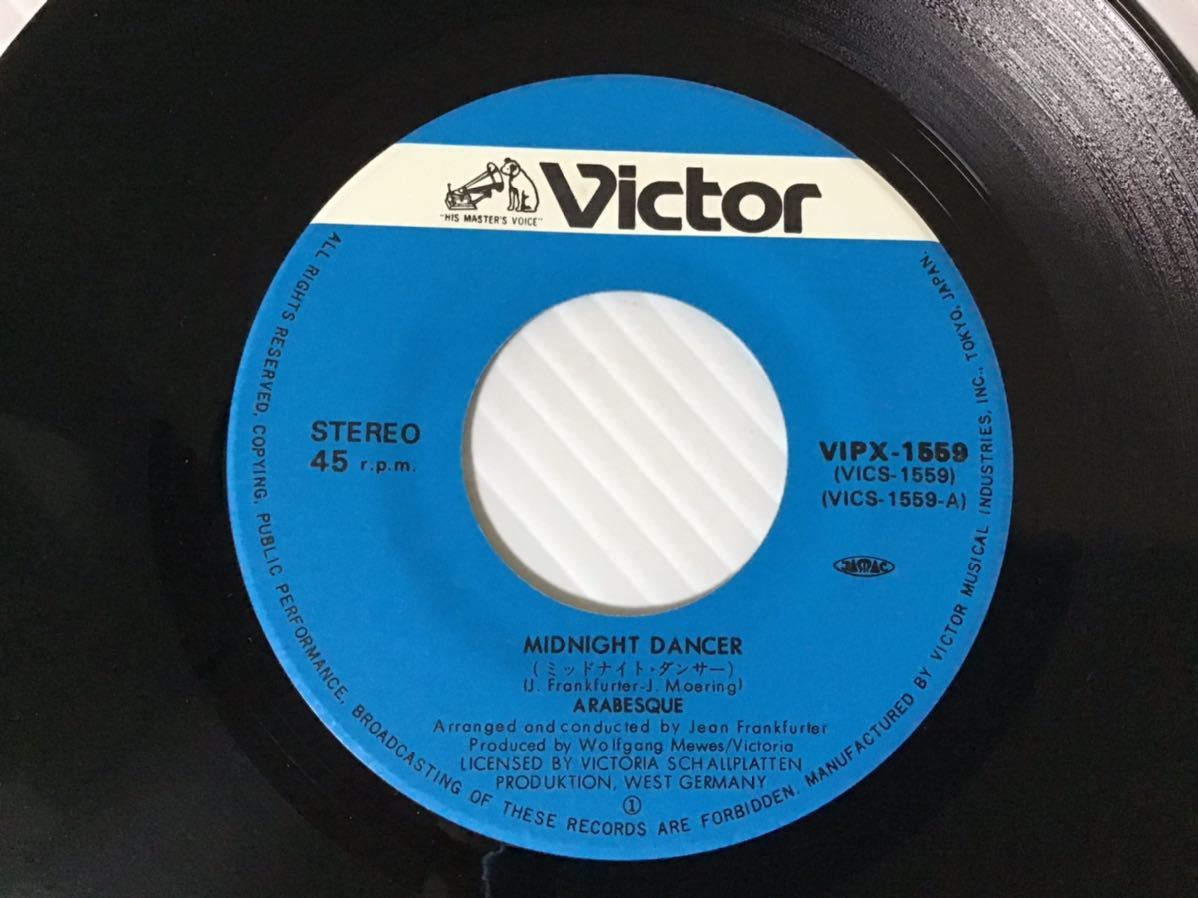 Victor
"HIS MASTER'S VOICE"
STEREO
45 r.p.m.
VIPX-1559
(VICS-1559)
(VICS-1559-A)
JASRAC
MIDNIGHT DANCER
(ミッドナイト・ダンサー)
(J. Frankfurter-J. Moering)
ARABESQUE
Arranged and conducted by Jean Frankfurter
Produced by Wolfgang Mewes/Victoria
LICENSED BY VICTORIA SCHALLPLATTEN
PRODUKTION, WEST GERMANY
①
ALL RIGHTS RESERVED, COPYING, PUBLIC PERFORMANCE, BROADCASTING OF THESE RECORDS ARE FORBIDDEN. MANUFACTURED BY VICTOR MUSICAL INDUSTRIES, INC., TOKYO, JAPAN.